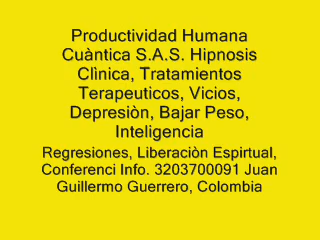 Productividad Humana
Cuàntica S.A.S. Hipnosis
Clìnica, Tratamientos
Terapeuticos, Vicios,
Depresiòn, Bajar Peso,
Inteligencia
Regresiones, Liberaciòn Espirtual,
Conferenci Info. 3203700091 Juan
Guillermo Guerrero, Colombia